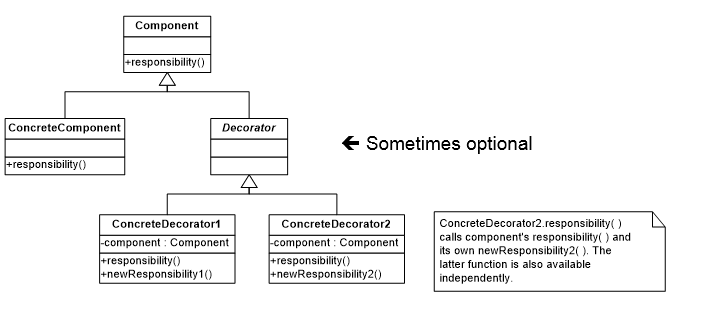 Component
+responsibility()
ConcreteComponent
+responsibility()
Decorator
← Sometimes optional
ConcreteDecorator1
-component : Component
+responsibility()
+newResponsibility1()
ConcreteDecorator2
-component : Component
+responsibility()
+newResponsibility2()
ConcreteDecorator2.responsibility( )
calls component's responsibility( ) and
its own newResponsibility2( ). The
latter function is also available
independently.